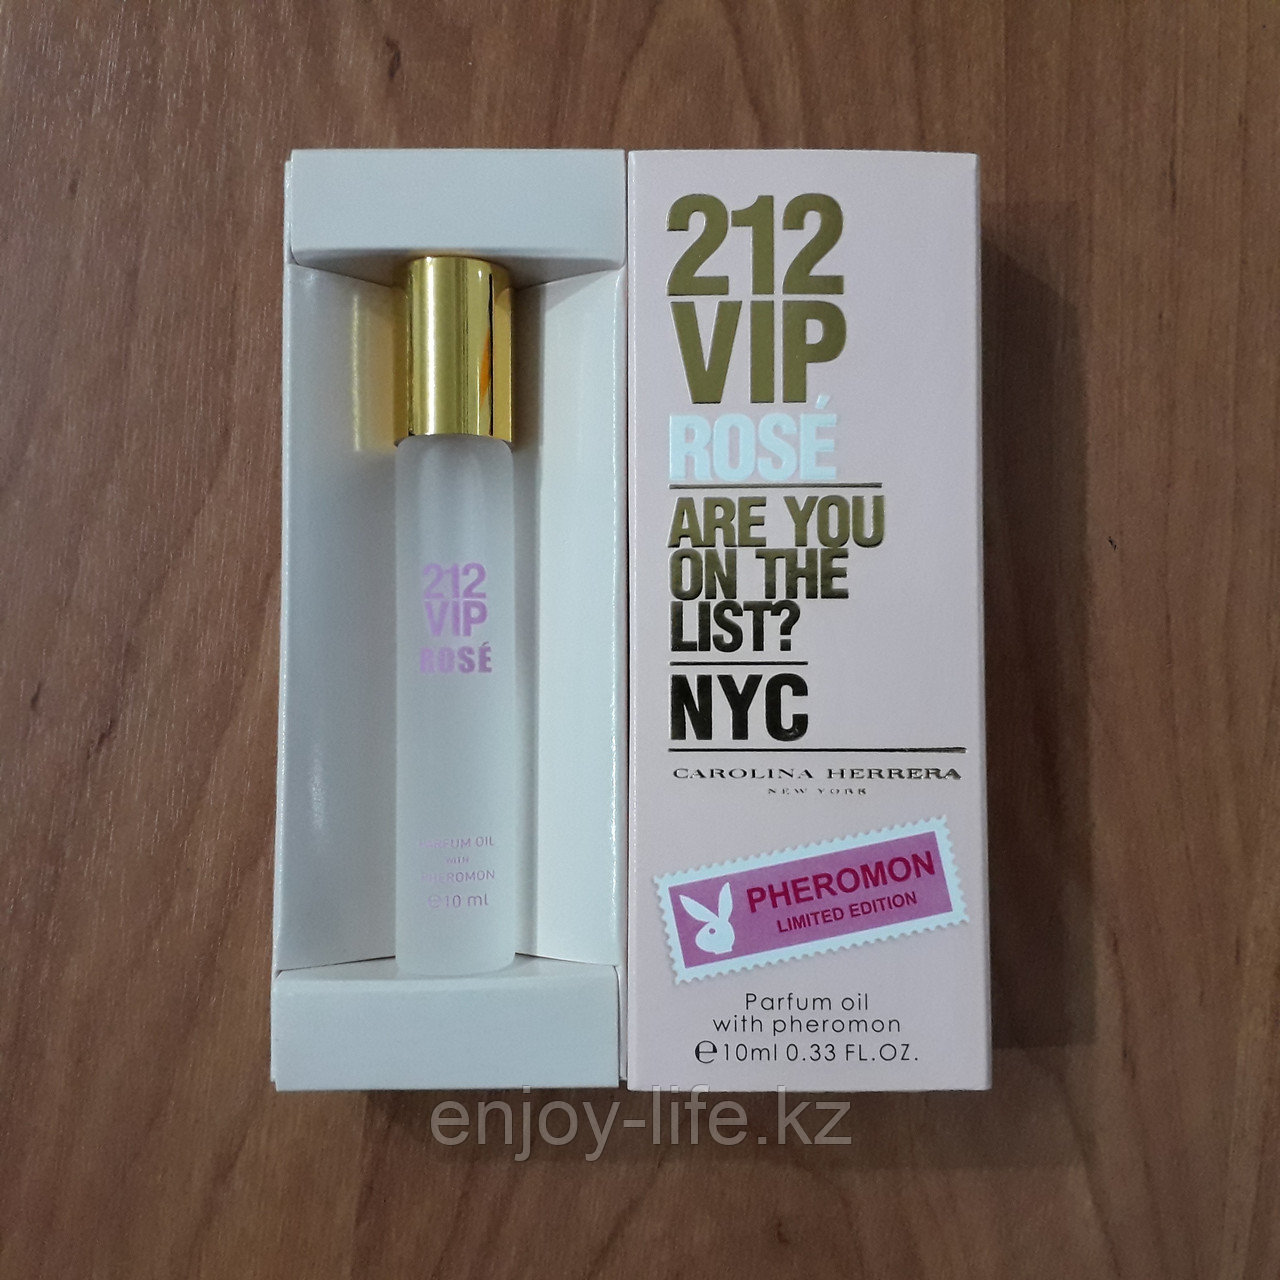 212
VIP
ROSÉ
PARFUM OIL
with
PHEROMON
℮10 ml
212
VIP
ROSÉ
ARE YOU
ON THE
LIST?
NYC
CAROLINA HERRERA
NEW YORK
PHEROMON
LIMITED EDITION
Parfum oil
with pheromon
℮10ml 0.33 FL.OZ.
enjoy-life.kz